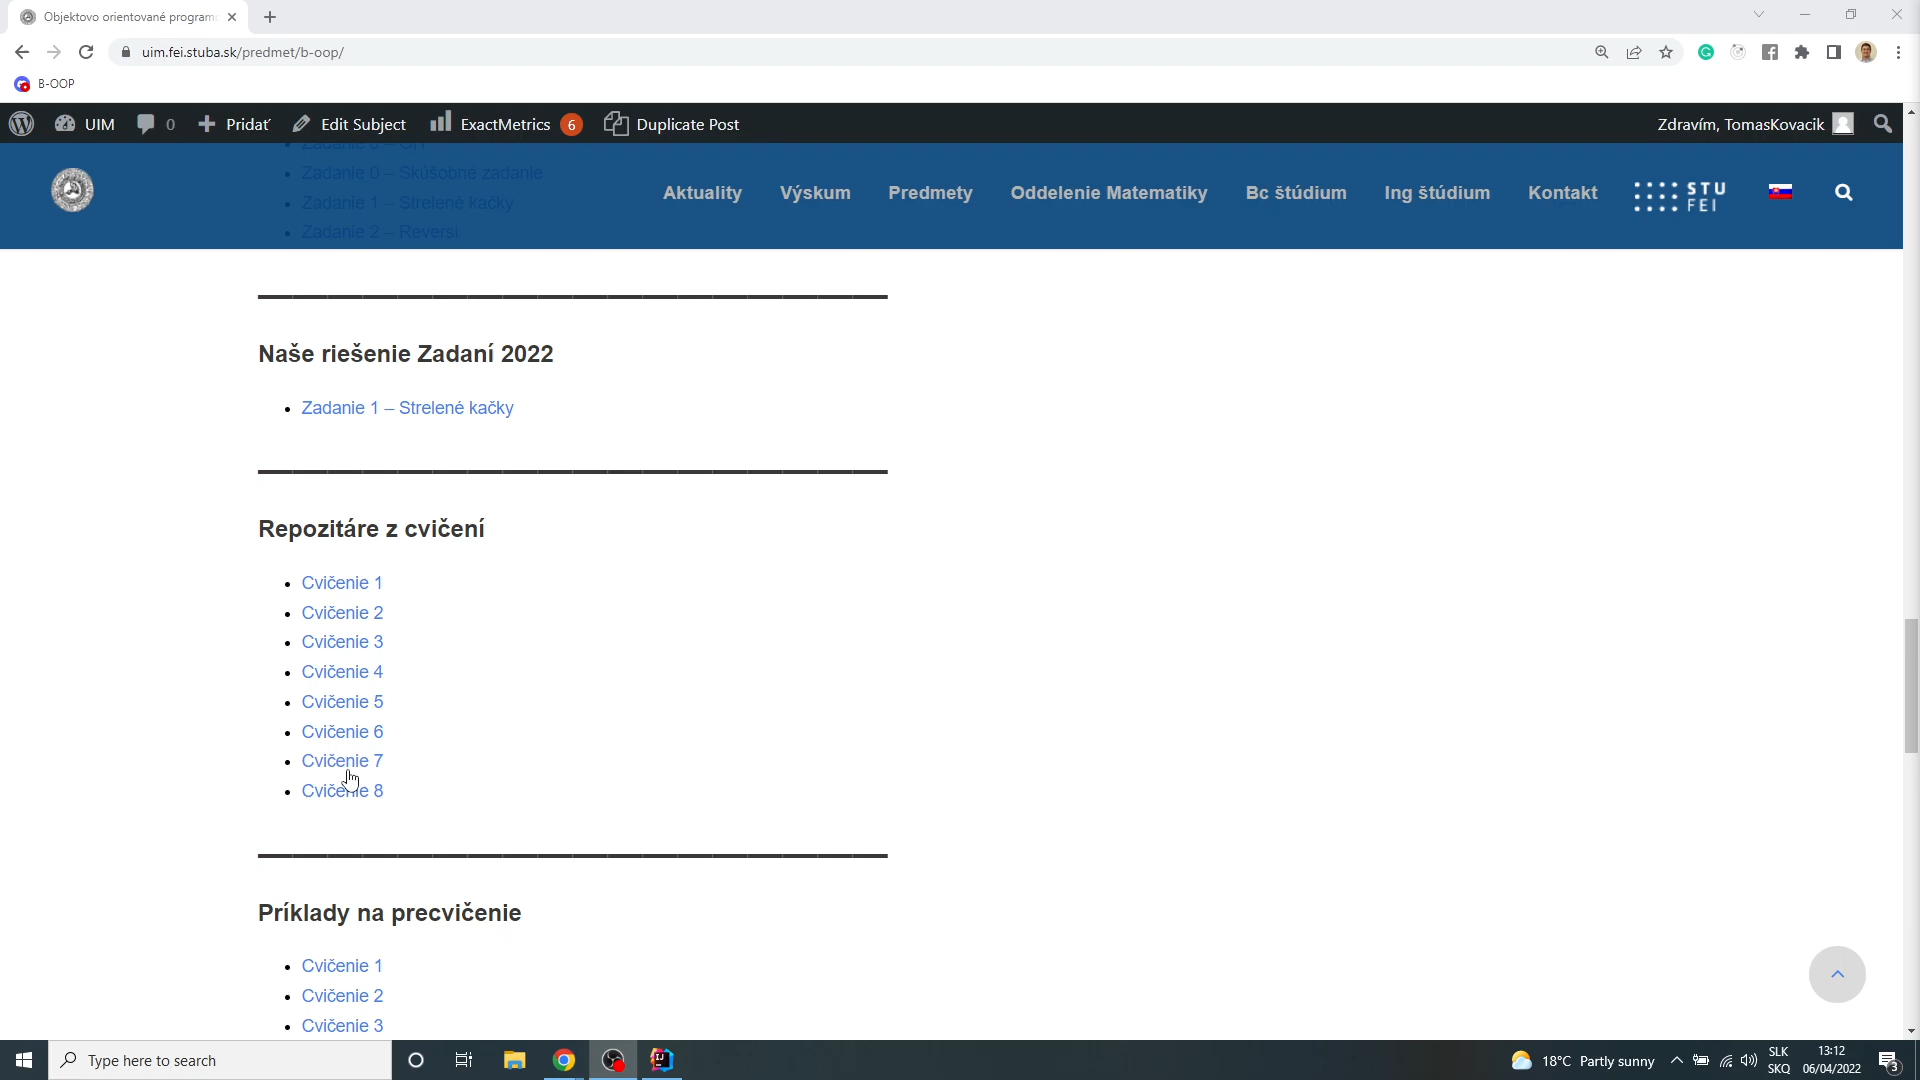 Objektovo orientované program
uim.fei.stuba.sk/predmet/b-oop/
B-OOP
UIM 0 Pridať Edit Subject ExactMetrics 6 Duplicate Post Zdravím, TomasKovacik
Zadanie 0 – Skúšobné zadanie
Zadanie 1 – Strelené kačky
Zadanie 2 – Reversi
Aktuality Výskum Predmety Oddelenie Matematiky Bc štúdium Ing štúdium Kontakt STU
FEI
Naše riešenie Zadaní 2022
Zadanie 1 – Strelené kačky
Repozitáre z cvičení
Cvičenie 1
Cvičenie 2
Cvičenie 3
Cvičenie 4
Cvičenie 5
Cvičenie 6
Cvičenie 7
Cvičenie 8
Príklady na precvičenie
Cvičenie 1
Cvičenie 2
Cvičenie 3
Type here to search
18°C Partly sunny
SLK
SKQ
13:12
06/04/2022
3